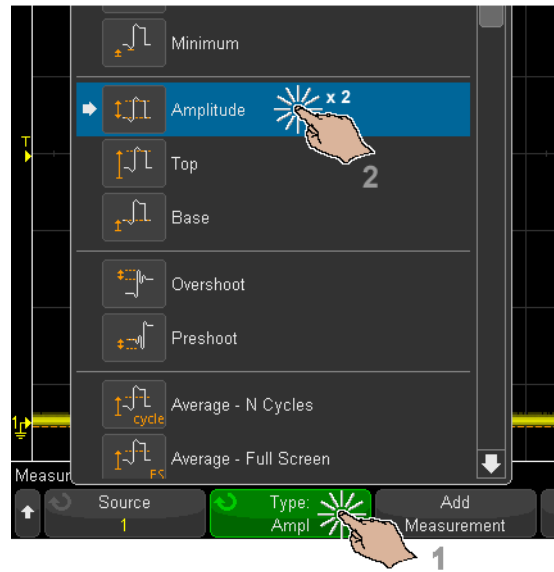 Minimum
Amplitude
x 2
2
T
Top
Base
Overshoot
Preshoot
cycle
Average - N Cycles
1
FS
Average - Full Screen
Measur
Source
1
Type:
Ampl
Add
Measurement
1